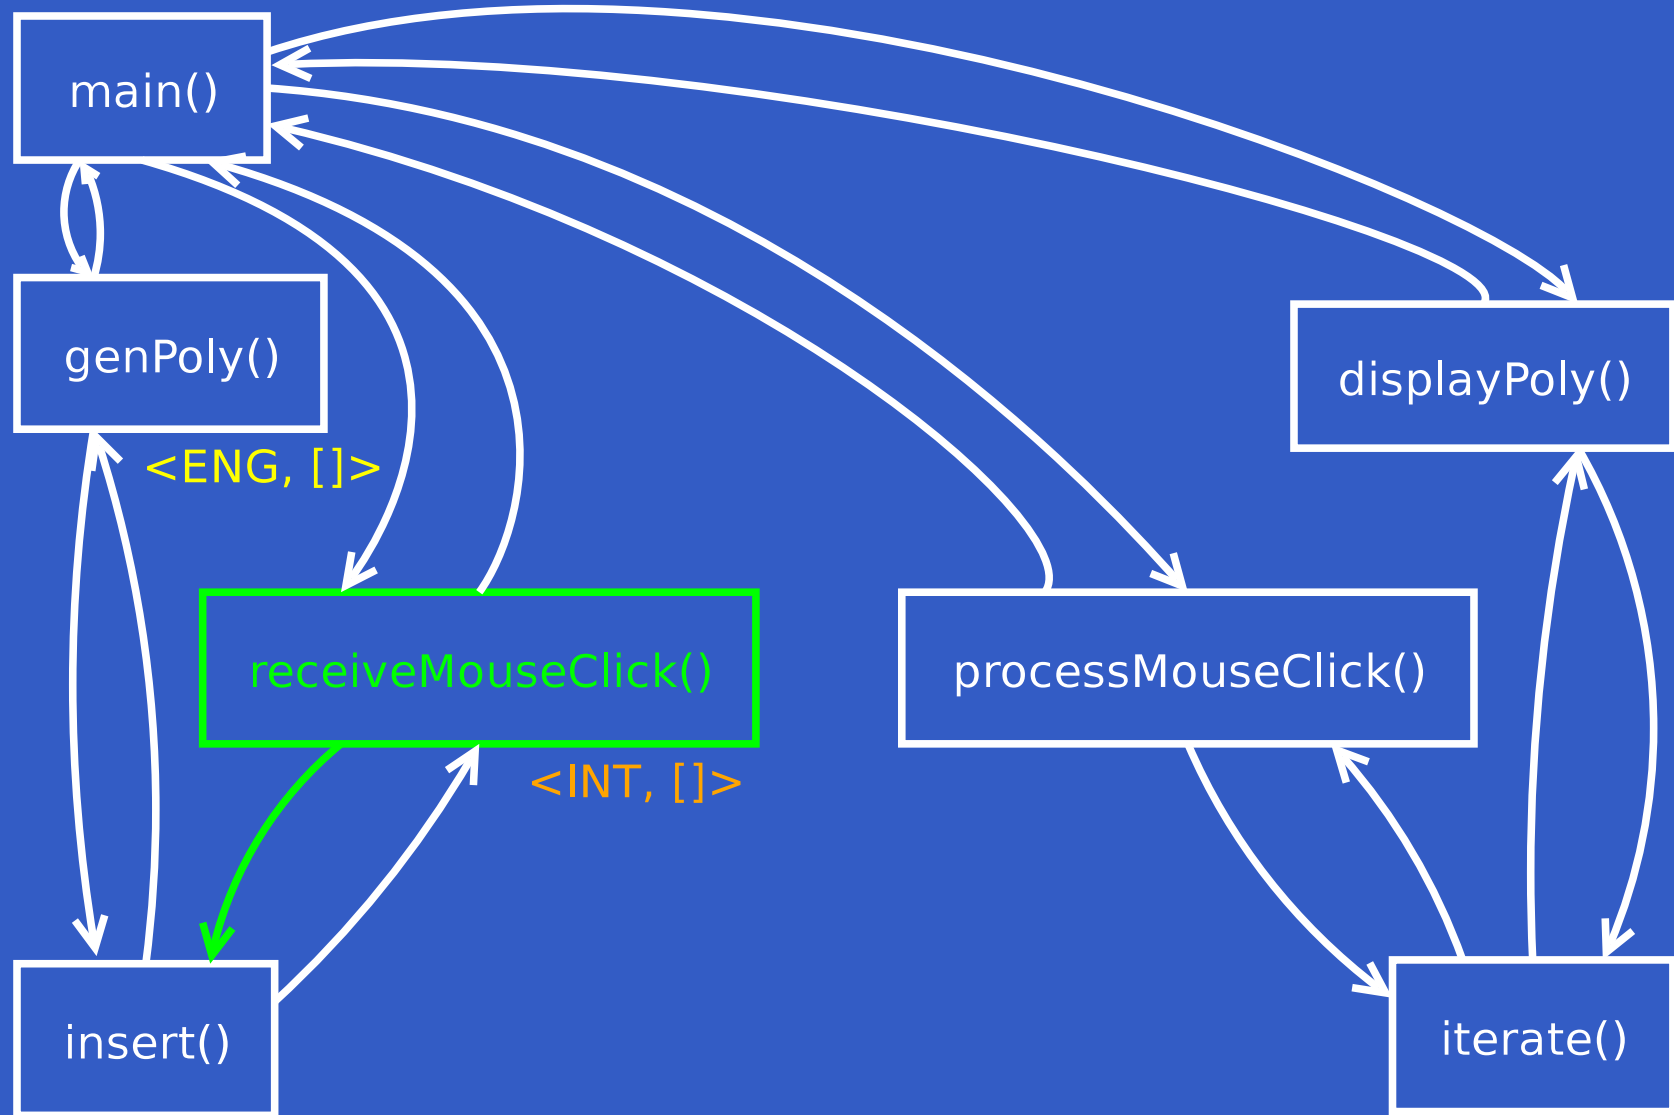 main()
genPoly()
displayPoly()
<ENG, []>
receiveMouseClick()
processMouseClick()
<INT, []>
insert()
iterate()